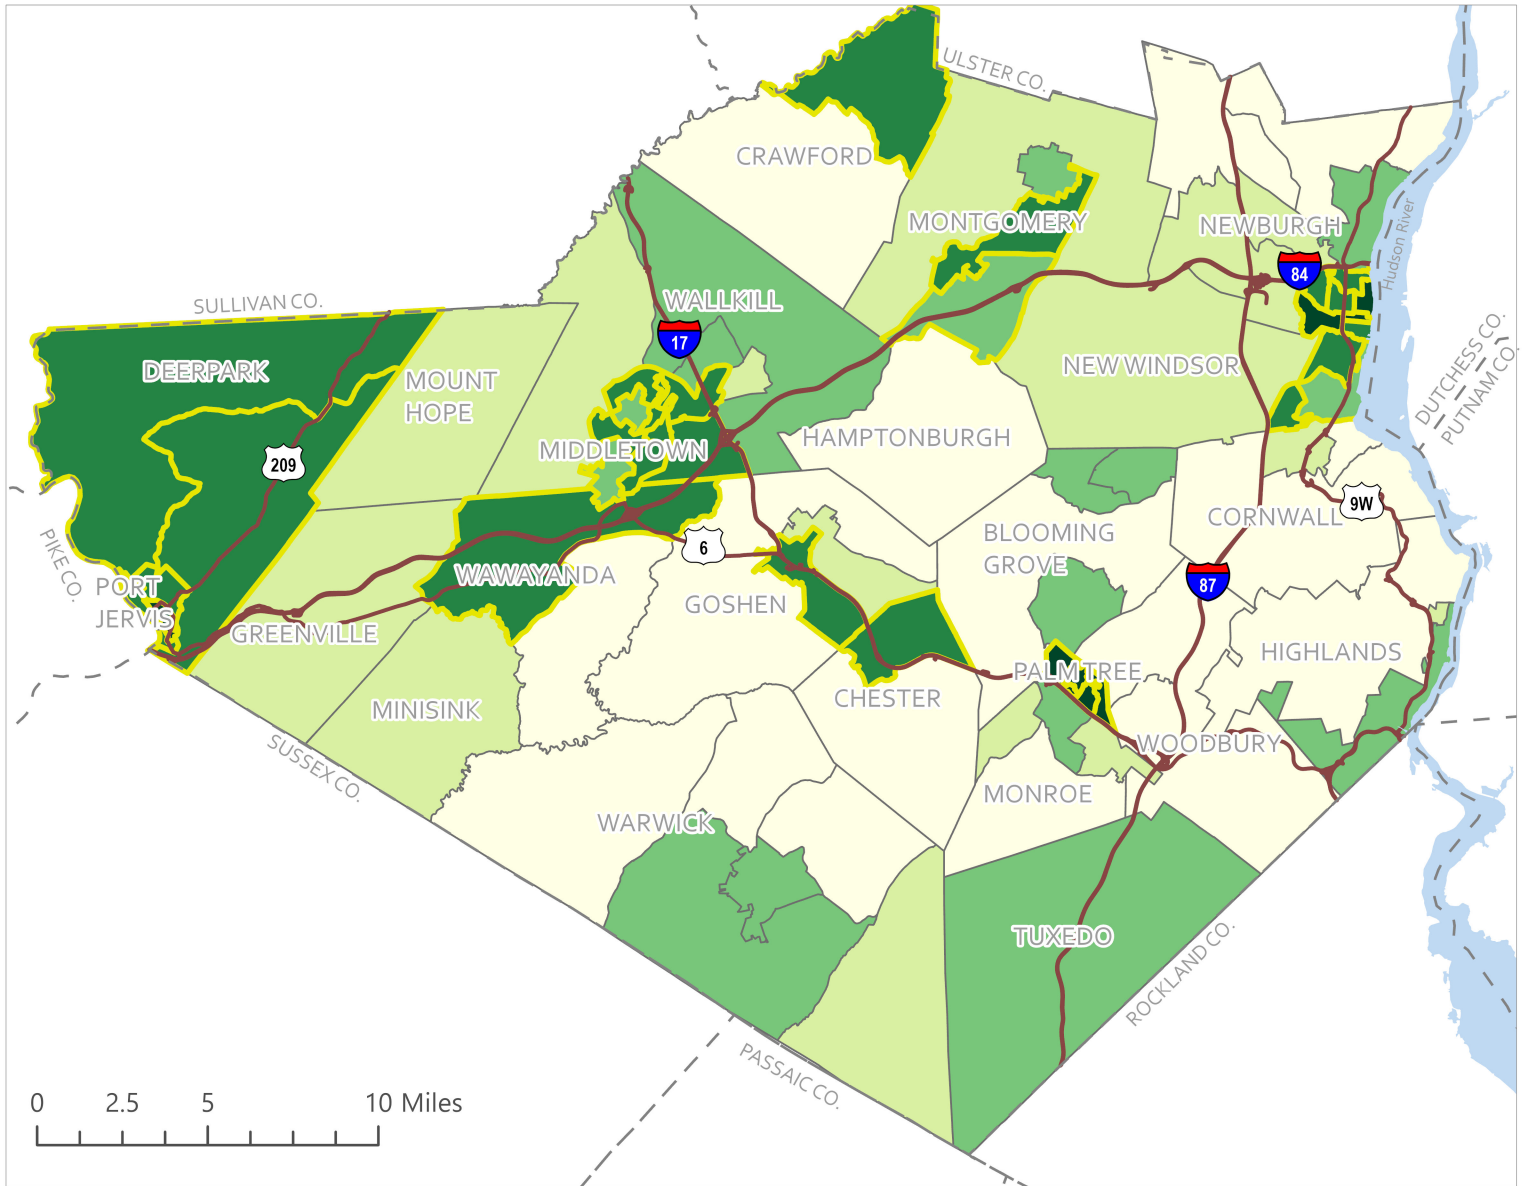 ULSTER CO.
CRAWFORD
MONTGOMERY
NEWBURGH
Hudson River
84
SULLIVAN CO.
WALLKILL
17
DEERPARK
MOUNT
HOPE
NEW WINDSOR
DUTCHESS CO.
PUTNAM CO.
MIDDLETOWN
HAMPTONBURGH
209
9W
CORNWALL
BLOOMING
GROVE
6
PIKE CO.
PORT
JERVIS
WAWAYANDA
GOSHEN
87
GREENVILLE
HIGHLANDS
PALM TREE
CHESTER
MINISINK
WOODBURY
SUSSEX CO.
MONROE
WARWICK
TUXEDO
ROCKLAND CO.
PASSAIC CO.
0 2.5 5 10 Miles